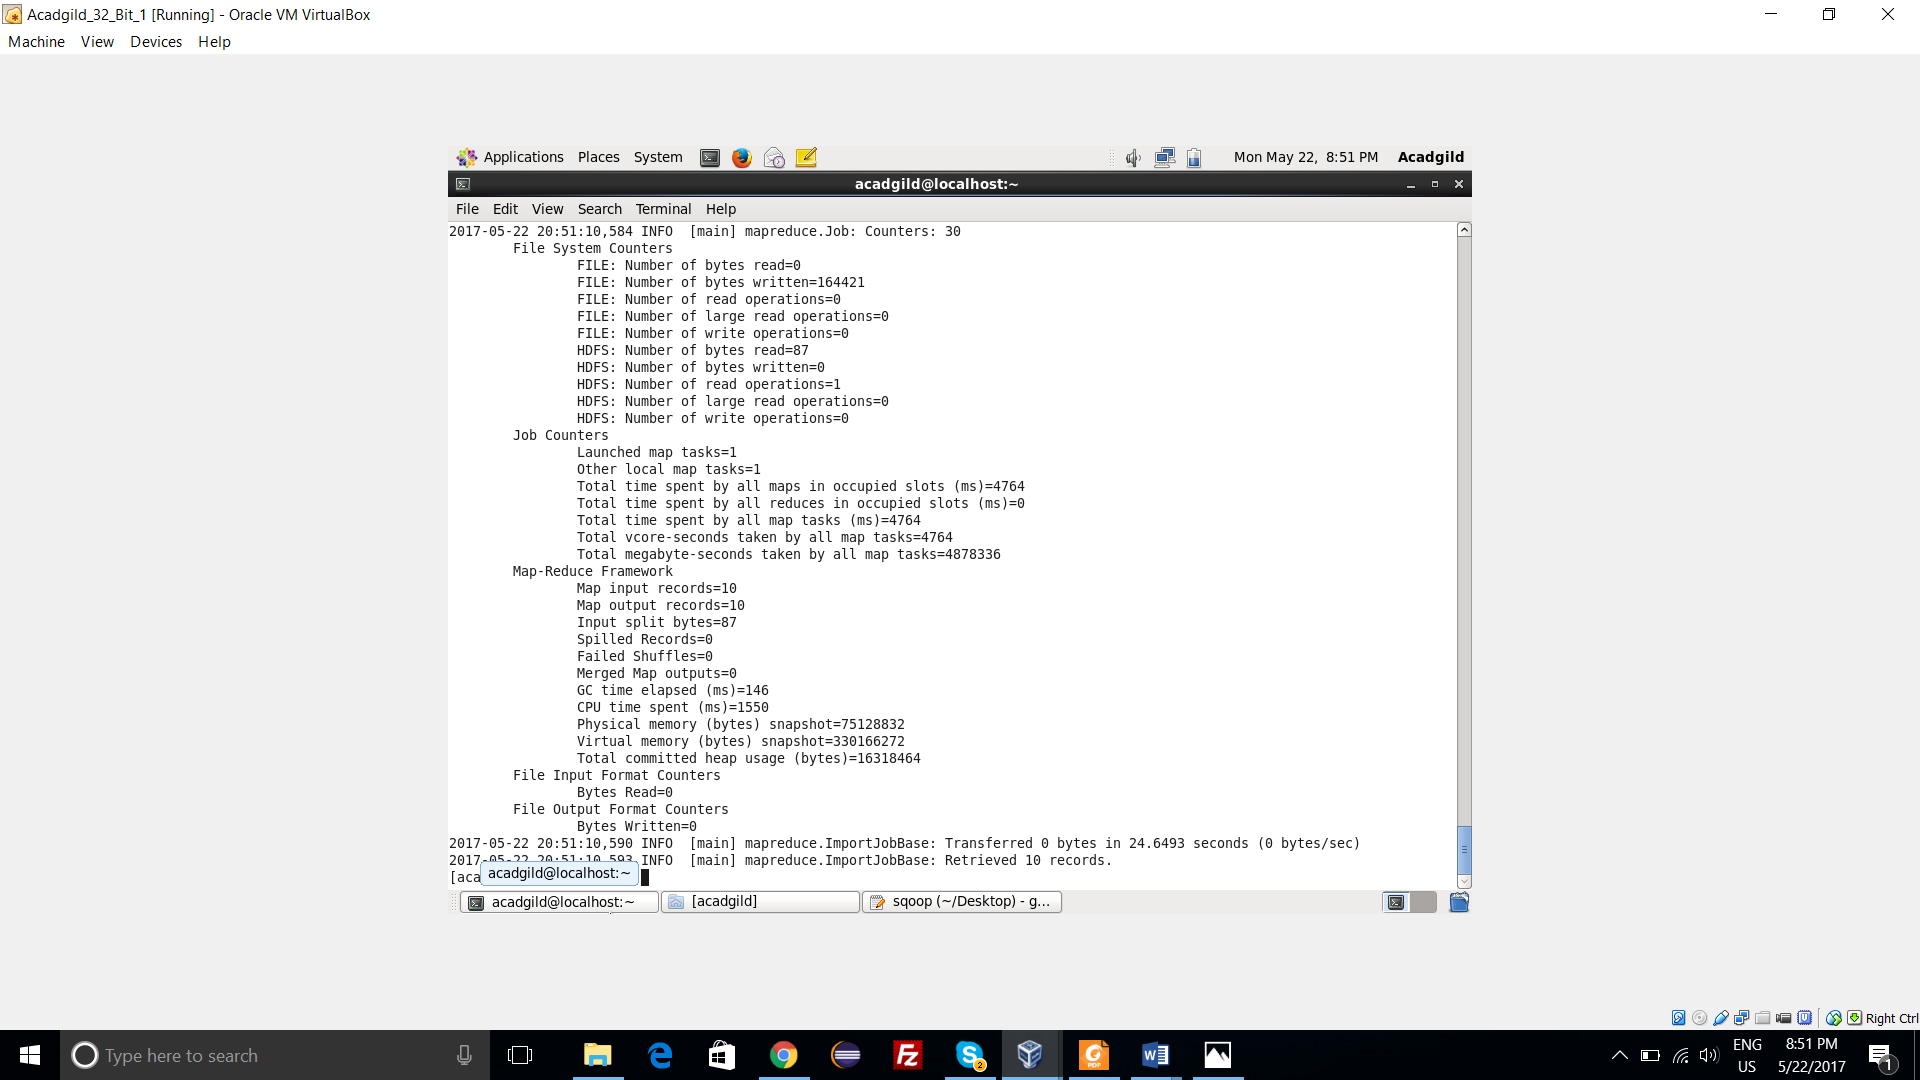 Acadgild_32_Bit_1 [Running] - Oracle VM VirtualBox
Machine View Devices Help
Applications Places System Mon May 22, 8:51 PM Acadgild
acadgild@localhost:~
File Edit View Search Terminal Help
2017-05-22 20:51:10,584 INFO  [main] mapreduce.Job: Counters: 30
File System Counters
FILE: Number of bytes read=0
FILE: Number of bytes written=164421
FILE: Number of read operations=0
FILE: Number of large read operations=0
FILE: Number of write operations=0
HDFS: Number of bytes read=87
HDFS: Number of bytes written=0
HDFS: Number of read operations=1
HDFS: Number of large read operations=0
HDFS: Number of write operations=0
Job Counters
Launched map tasks=1
Other local map tasks=1
Total time spent by all maps in occupied slots (ms)=4764
Total time spent by all reduces in occupied slots (ms)=0
Total time spent by all map tasks (ms)=4764
Total vcore-seconds taken by all map tasks=4764
Total megabyte-seconds taken by all map tasks=4878336
Map-Reduce Framework
Map input records=10
Map output records=10
Input split bytes=87
Spilled Records=0
Failed Shuffles=0
Merged Map outputs=0
GC time elapsed (ms)=146
CPU time spent (ms)=1550
Physical memory (bytes) snapshot=75128832
Virtual memory (bytes) snapshot=330166272
Total committed heap usage (bytes)=16318464
File Input Format Counters
Bytes Read=0
File Output Format Counters
Bytes Written=0
2017-05-22 20:51:10,590 INFO  [main] mapreduce.ImportJobBase: Transferred 0 bytes in 24.6493 seconds (0 bytes/sec)
2017-05-22 20:51:10,593 INFO  [main] mapreduce.ImportJobBase: Retrieved 10 records.
[aca acadgild@localhost:~
acadgild@localhost:~ [acadgild] sqoop (~/Desktop) - g...
Right Ctrl
Type here to search
ENG US
8:51 PM
5/22/2017